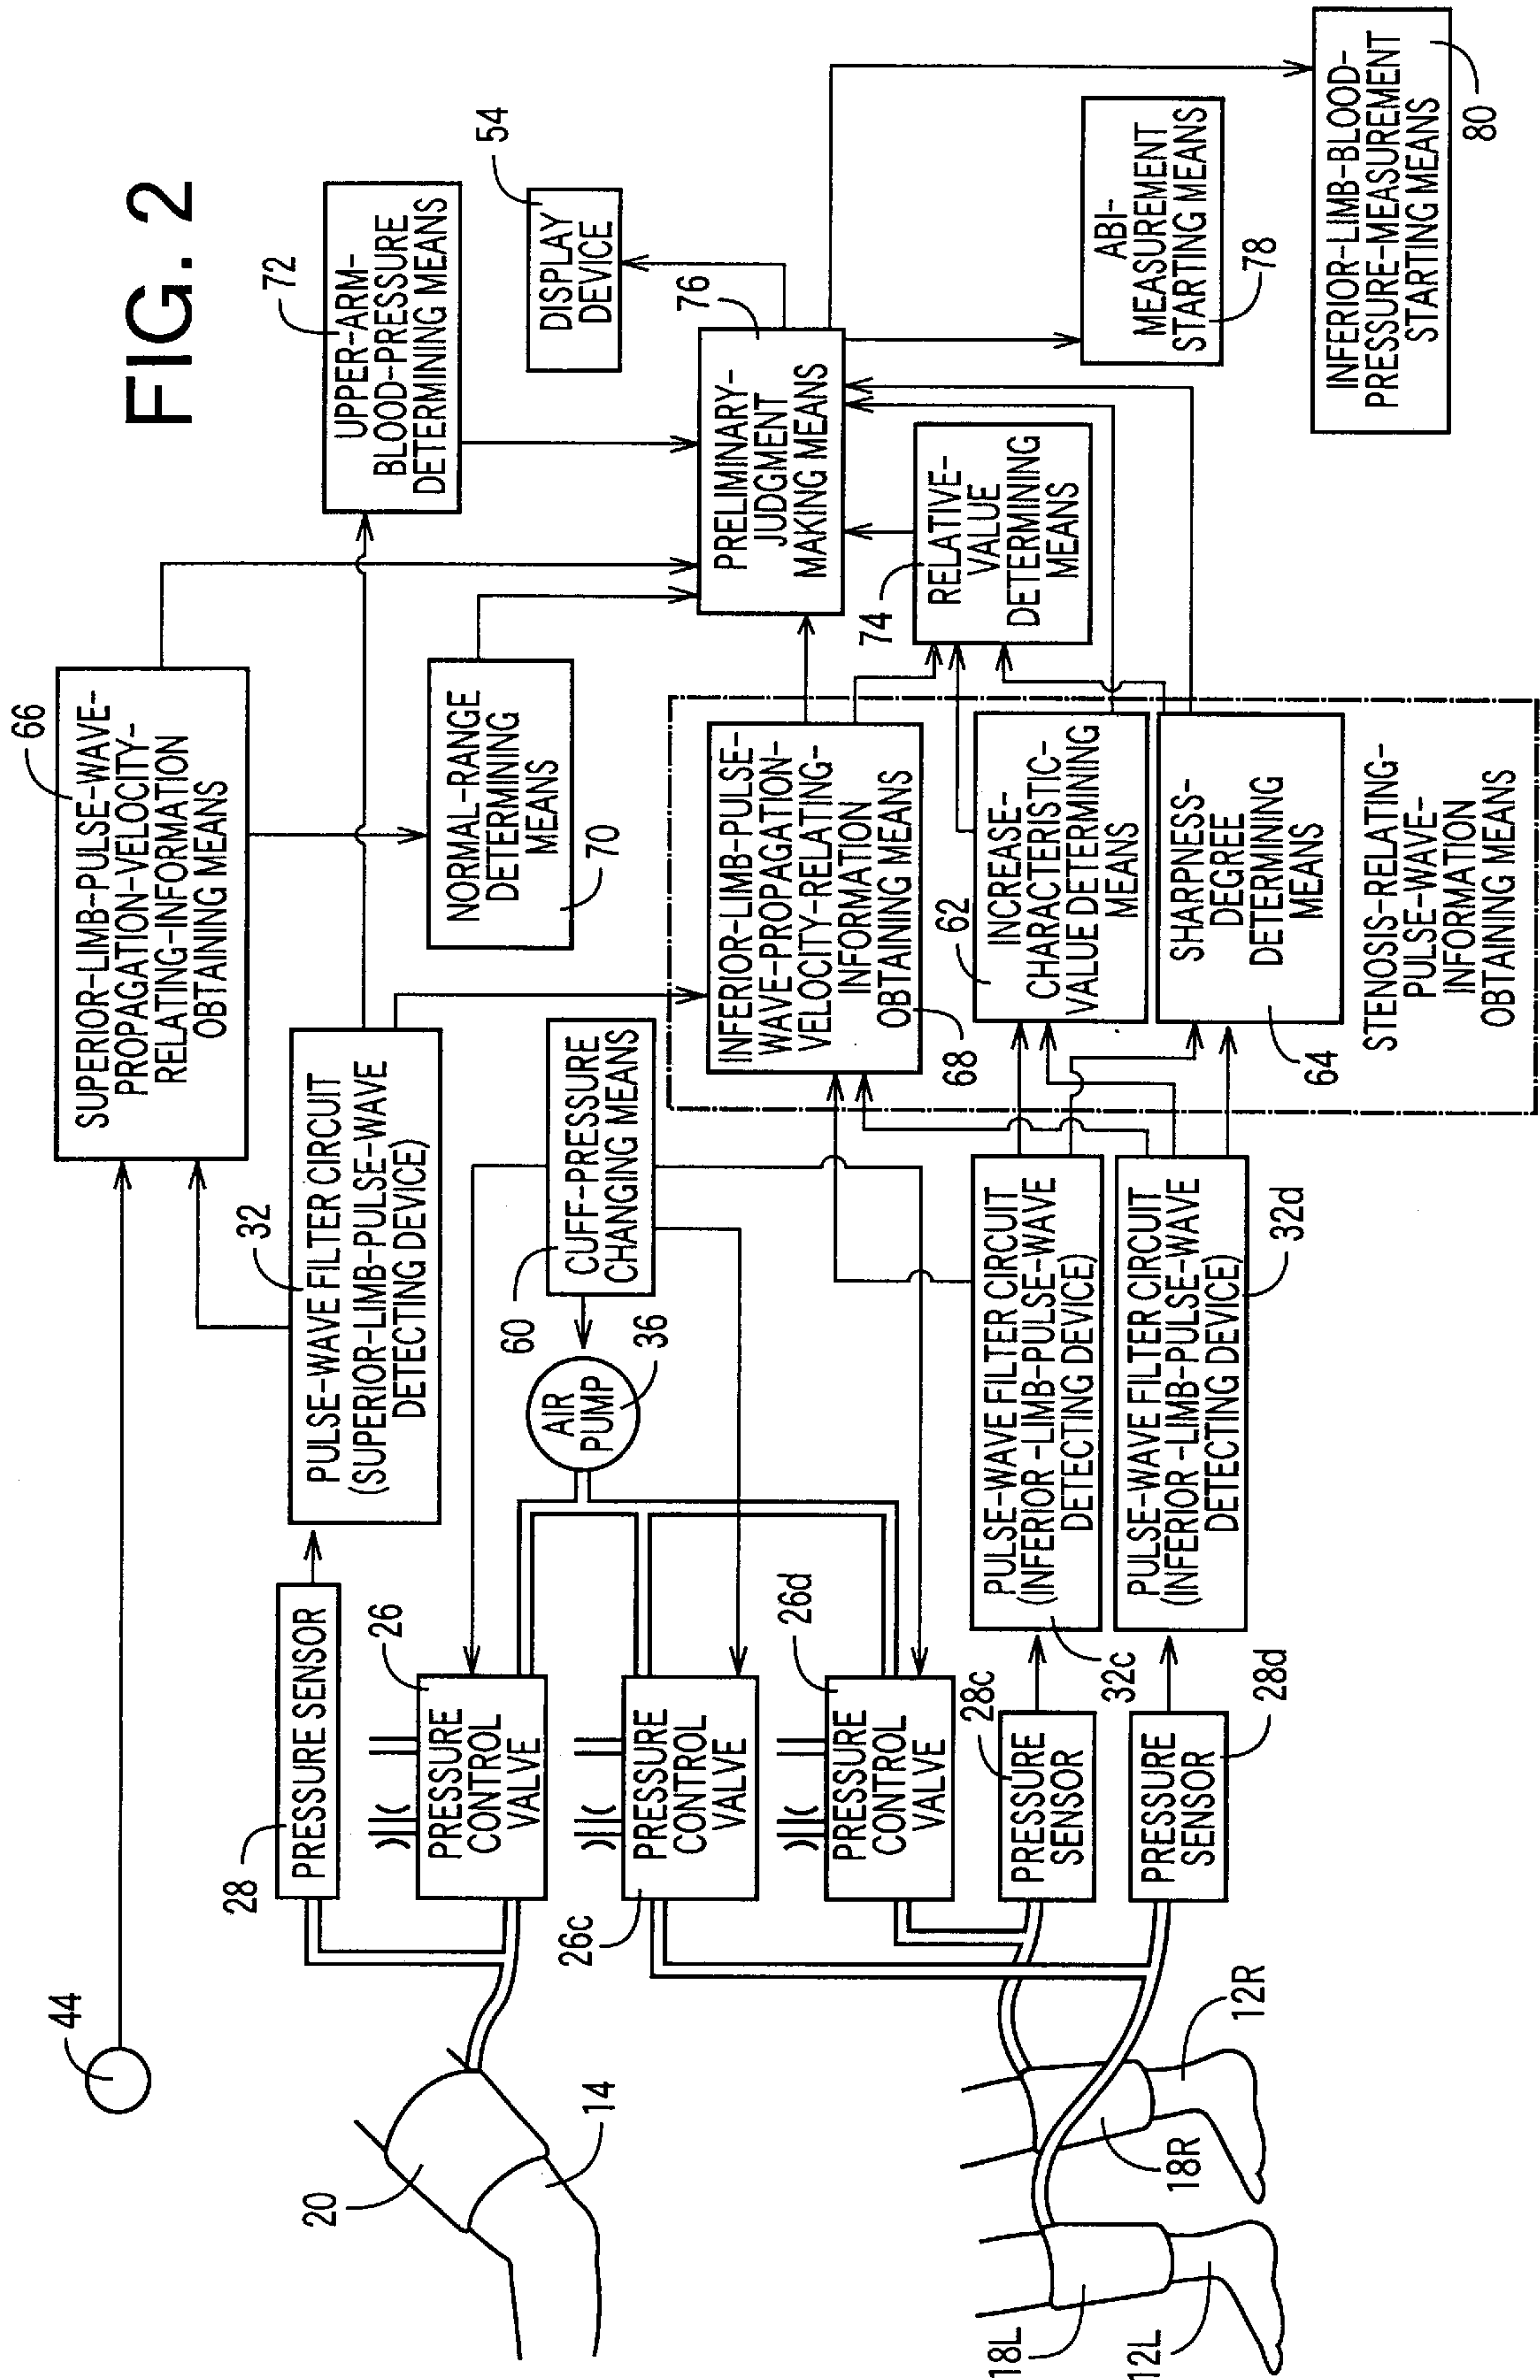 FIG. 2
44
66
SUPERIOR-LIMB-PULSE-WAVE-
PROPAGATION-VELOCITY-
RELATING-INFORMATION
OBTAINING MEANS
72
UPPER-ARM-
BLOOD-PRESSURE
DETERMINING MEANS
28
PRESSURE SENSOR
32
PULSE-WAVE FILTER CIRCUIT
(SUPERIOR-LIMB-PULSE-WAVE
DETECTING DEVICE)
NORMAL-RANGE
DETERMINING
MEANS
70
54
DISPLAY
DEVICE
20
14
26
PRESSURE
CONTROL
VALVE
AIR
PUMP
36
60
CUFF-PRESSURE
CHANGING MEANS
26c
PRESSURE
CONTROL
VALVE
26d
PRESSURE
CONTROL
VALVE
INFERIOR-LIMB-PULSE-
WAVE-PROPAGATION-
VELOCITY-RELATING-
INFORMATION
OBTAINING MEANS
68
76
PRELIMINARY-
JUDGMENT
MAKING MEANS
74
RELATIVE-
VALUE
DETERMINING
MEANS
62
INCREASE-
CHARACTERISTIC-
VALUE DETERMINING
MEANS
SHARPNESS-
DEGREE
DETERMINING
MEANS
64
STENOSIS-RELATING-
PULSE-WAVE-
INFORMATION
OBTAINING MEANS
ABI-
MEASUREMENT
STARTING MEANS
78
INFERIOR-LIMB-BLOOD-
PRESSURE-MEASUREMENT
STARTING MEANS
80
28c
PRESSURE
SENSOR
PULSE-WAVE FILTER CIRCUIT
(INFERIOR -LIMB-PULSE-WAVE
DETECTING DEVICE)
32c
PRESSURE
SENSOR
28d
PULSE-WAVE FILTER CIRCUIT
(INFERIOR -LIMB-PULSE-WAVE
DETECTING DEVICE)
32d
18L
12L
18R
12R